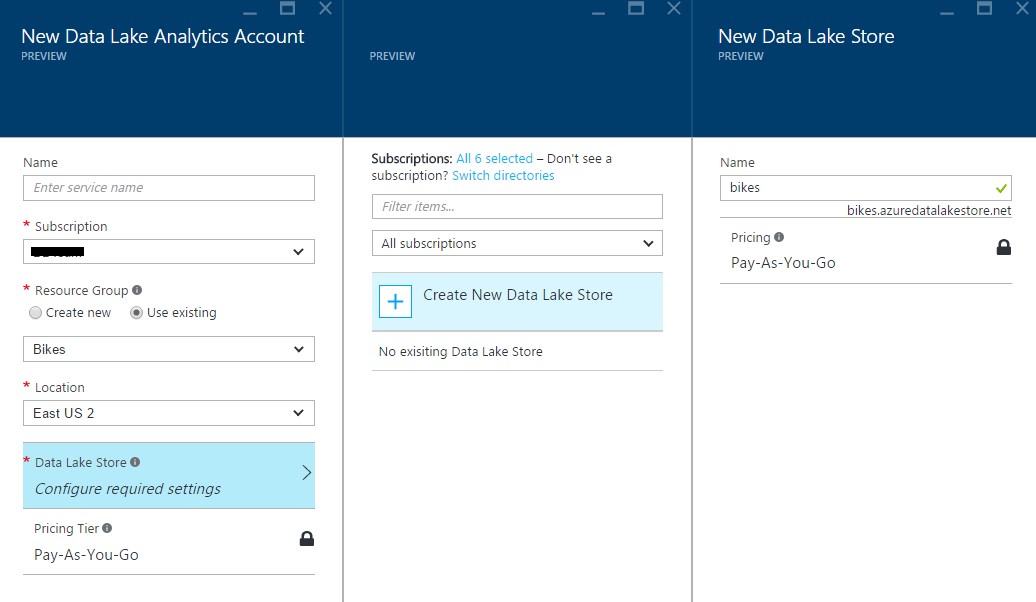 New Data Lake Analytics Account
PREVIEW
Name
Enter service name
* Subscription
* Resource Group
Create new
Use existing
Bikes
* Location
East US 2
* Data Lake Store
Configure required settings
Pricing Tier
Pay-As-You-Go
PREVIEW
Subscriptions: All 6 selected – Don't see a
subscription? Switch directories
Filter items...
All subscriptions
Create New Data Lake Store
No exisiting Data Lake Store
New Data Lake Store
PREVIEW
Name
bikes
bikes.azuredatalakestore.net
Pricing
Pay-As-You-Go